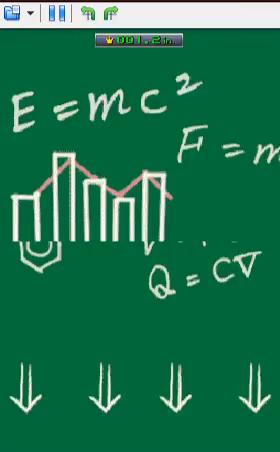 001.2m
E = mc²
F = m
Q = CV